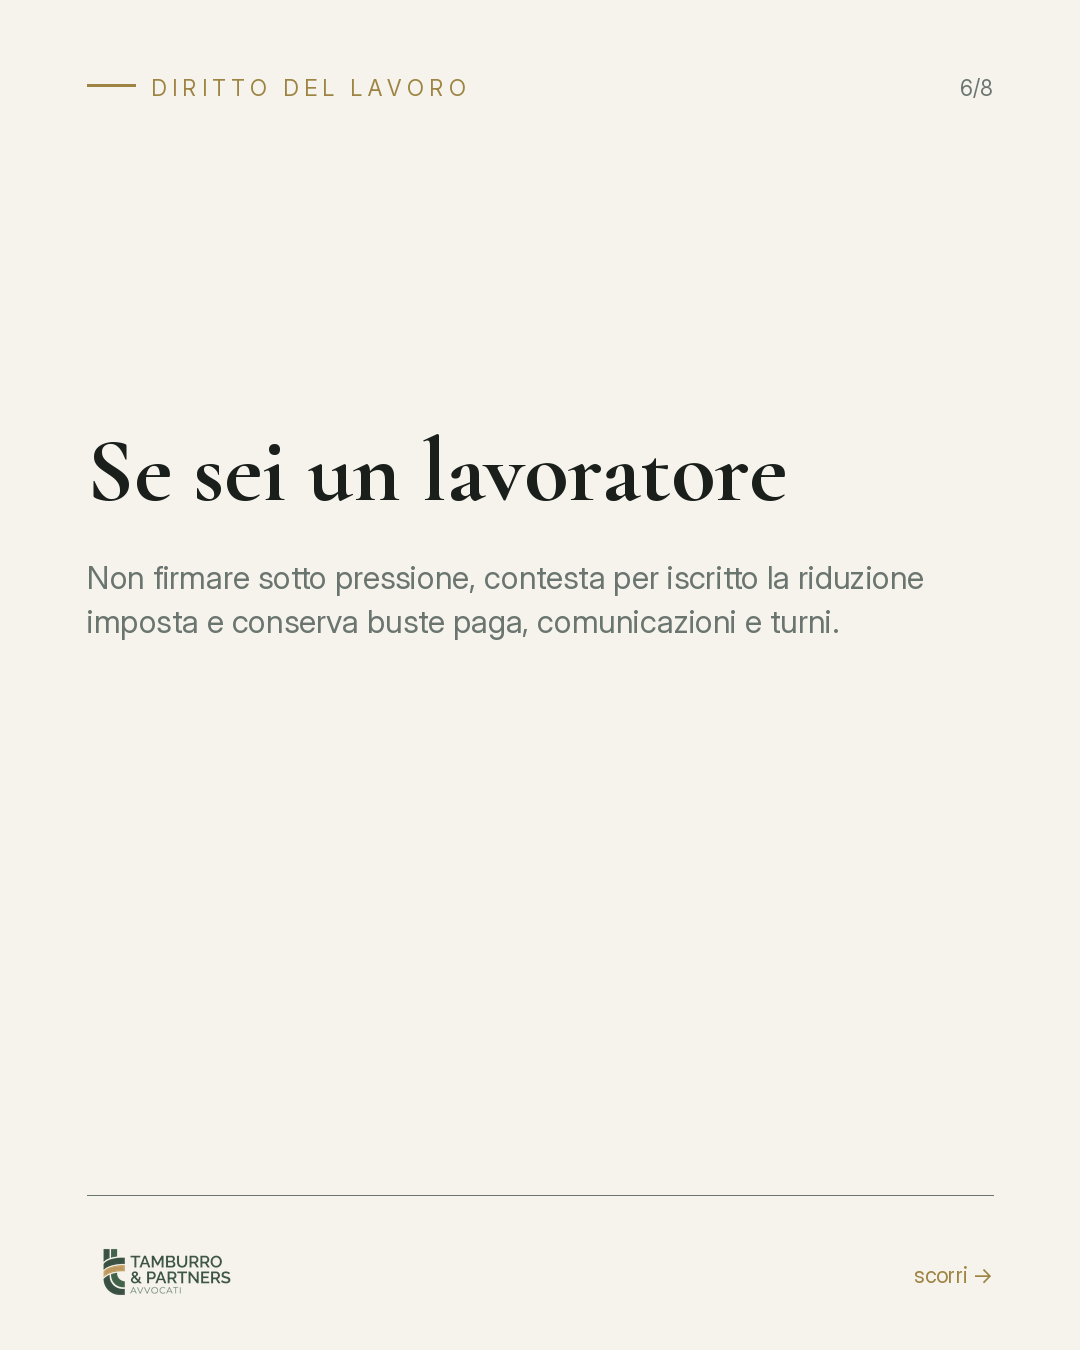 DIRITTO DEL LAVORO
6/8
Se sei un lavoratore
Non firmare sotto pressione, contesta per iscritto la riduzione
imposta e conserva buste paga, comunicazioni e turni.
TAMBURRO
& PARTNERS
AVVOCATI
scorri →